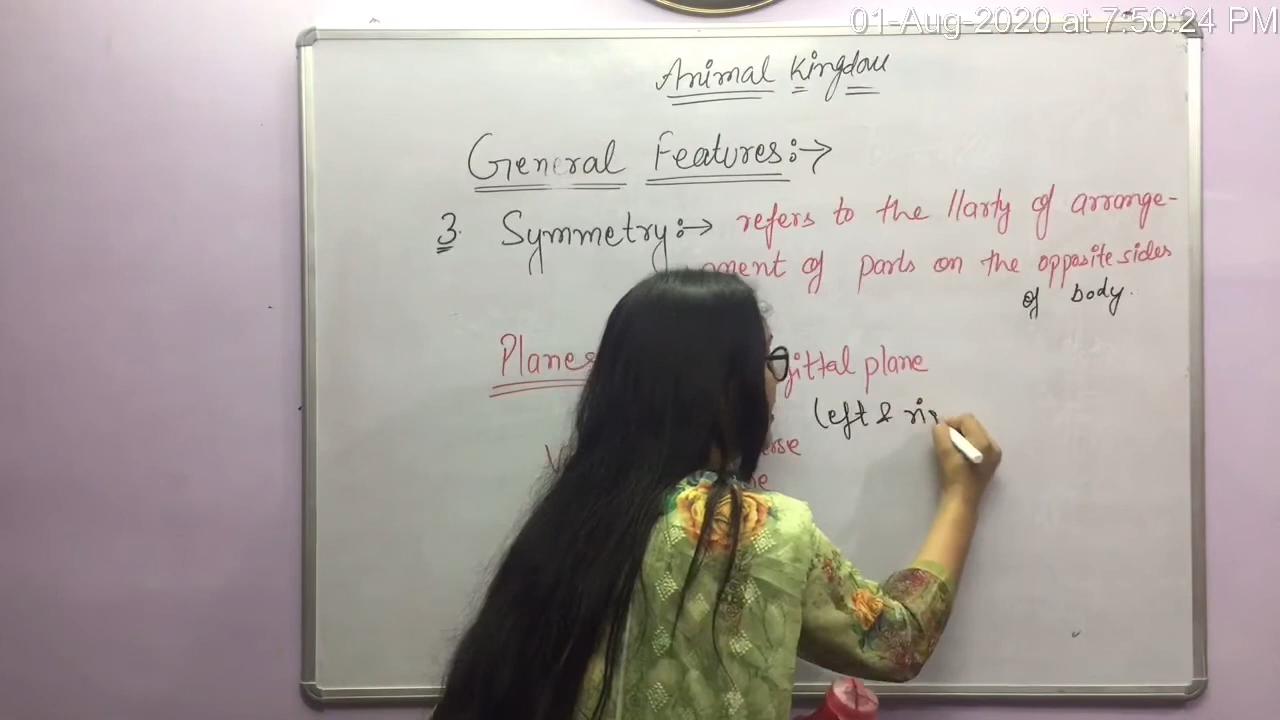 01-Aug-2020 at 7:50:24 PM
Animal Kingdom
General Features:→
3. Symmetry:→ refers to the llarty of arrange-
ment of parts on the opposite sides
of body.
Planes
plane
(left &